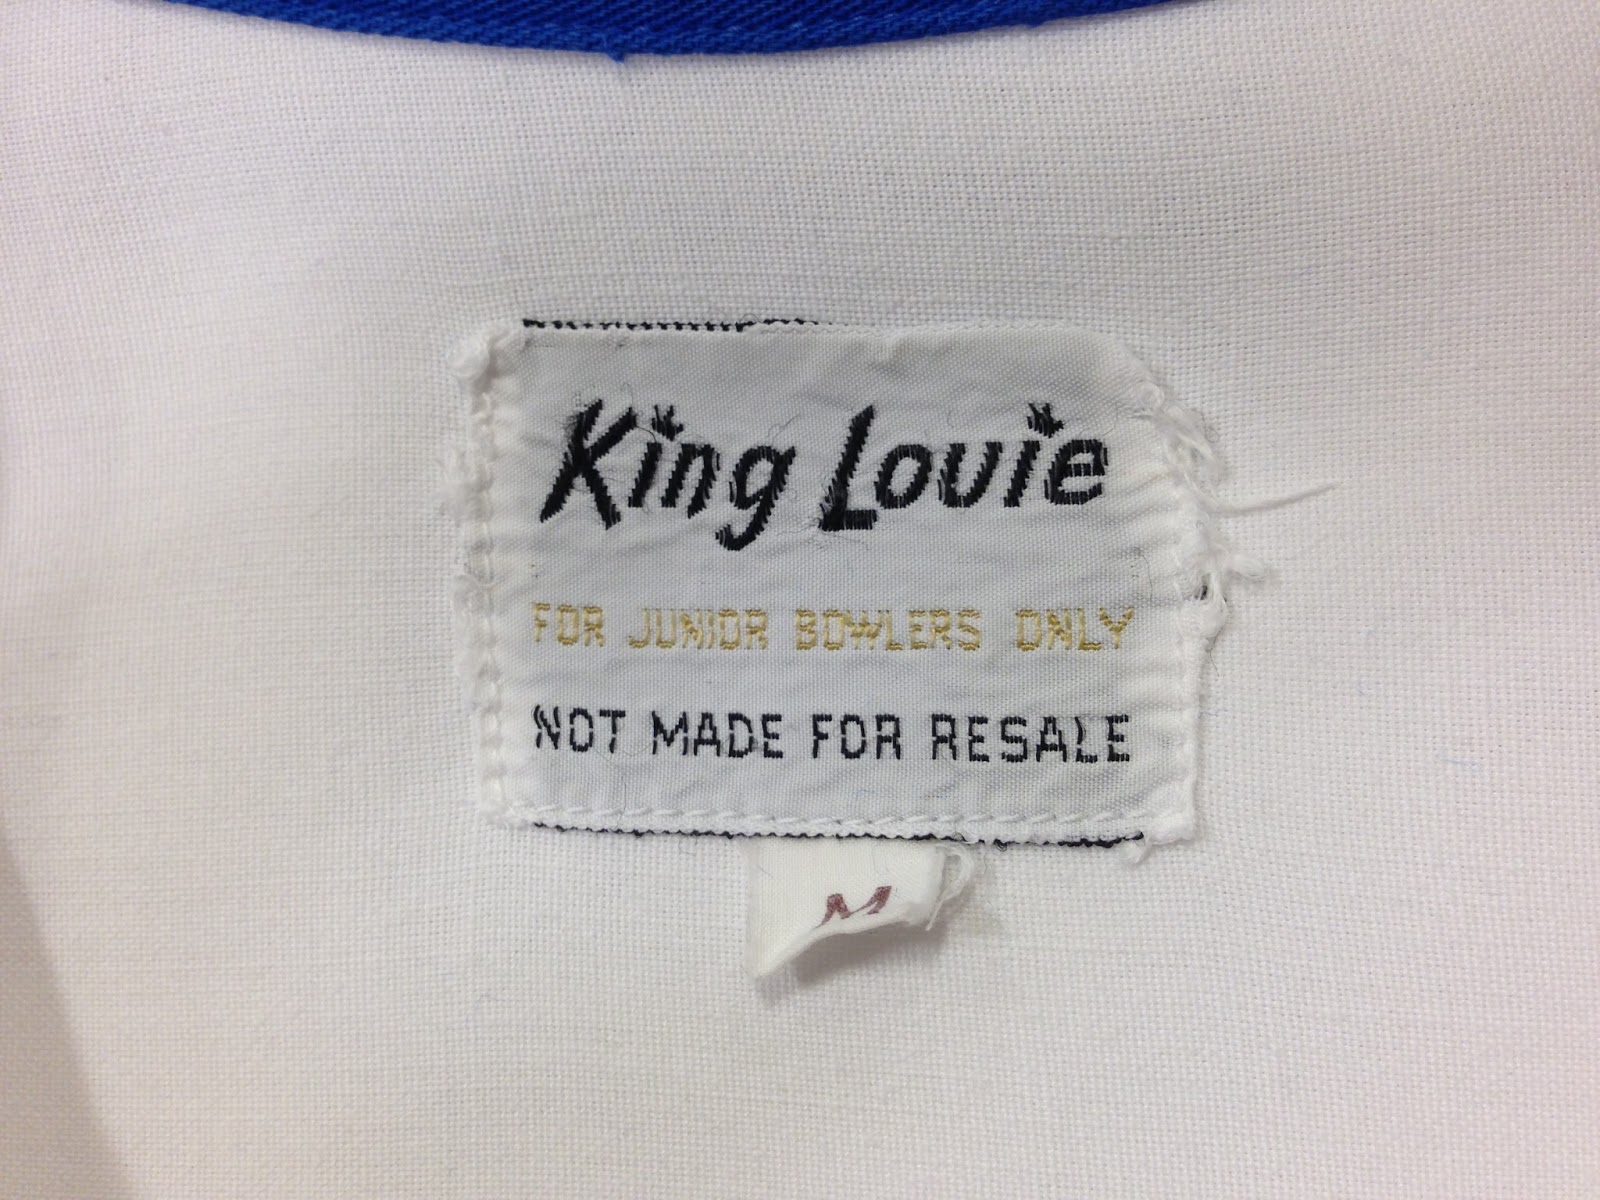 King Louie
FOR JUNIOR BOWLERS ONLY
NOT MADE FOR RESALE
M